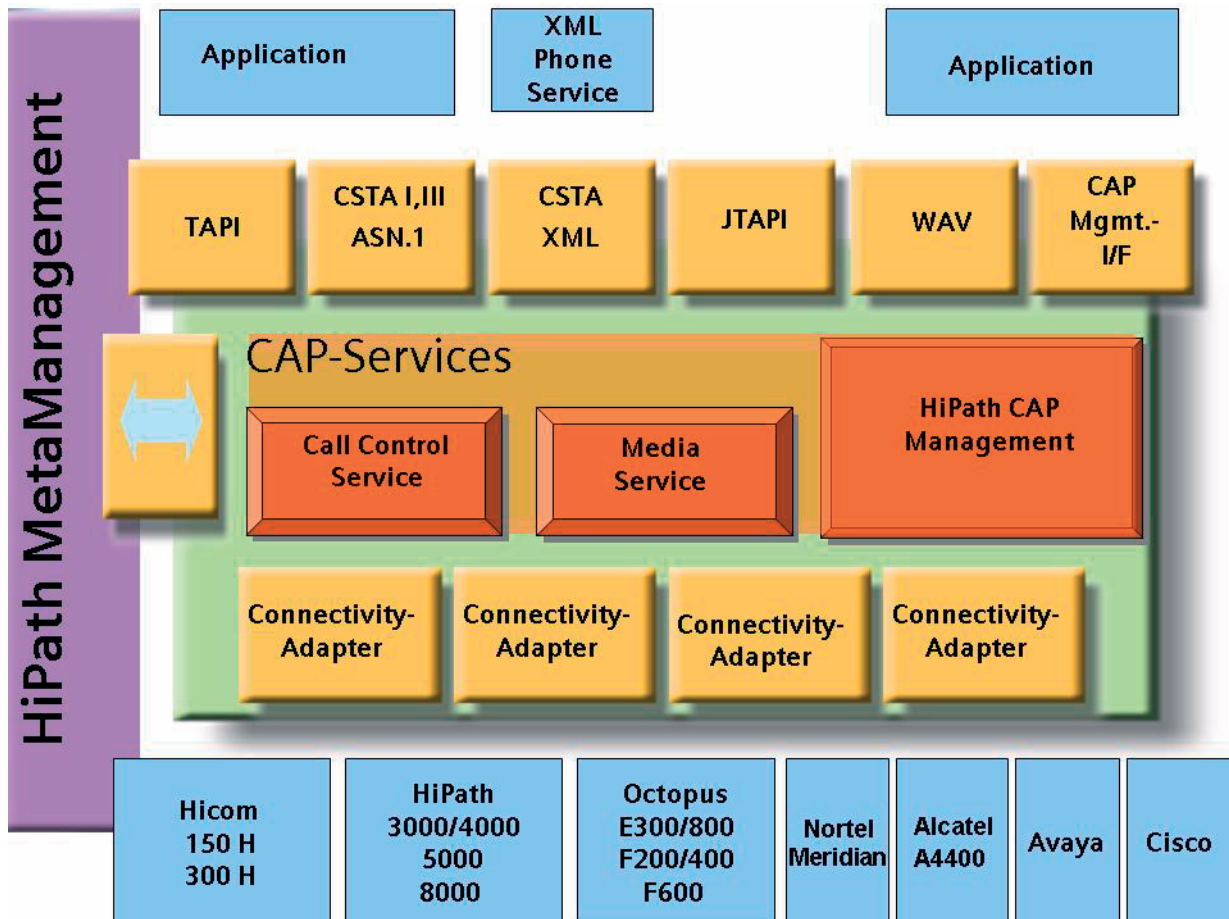 HiPath MetaManagement
Application
XML
Phone
Service
Application
TAPI
CSTA I,III
ASN.1
CSTA
XML
JTAPI
WAV
CAP
Mgmt.-
I/F
CAP-Services
Call Control
Service
Media
Service
HiPath CAP
Management
Connectivity-
Adapter
Connectivity-
Adapter
Connectivity-
Adapter
Connectivity-
Adapter
Hicom
150 H
300 H
HiPath
3000/4000
5000
8000
Octopus
E300/800
F200/400
F600
Nortel
Meridian
Alcatel
A4400
Avaya
Cisco